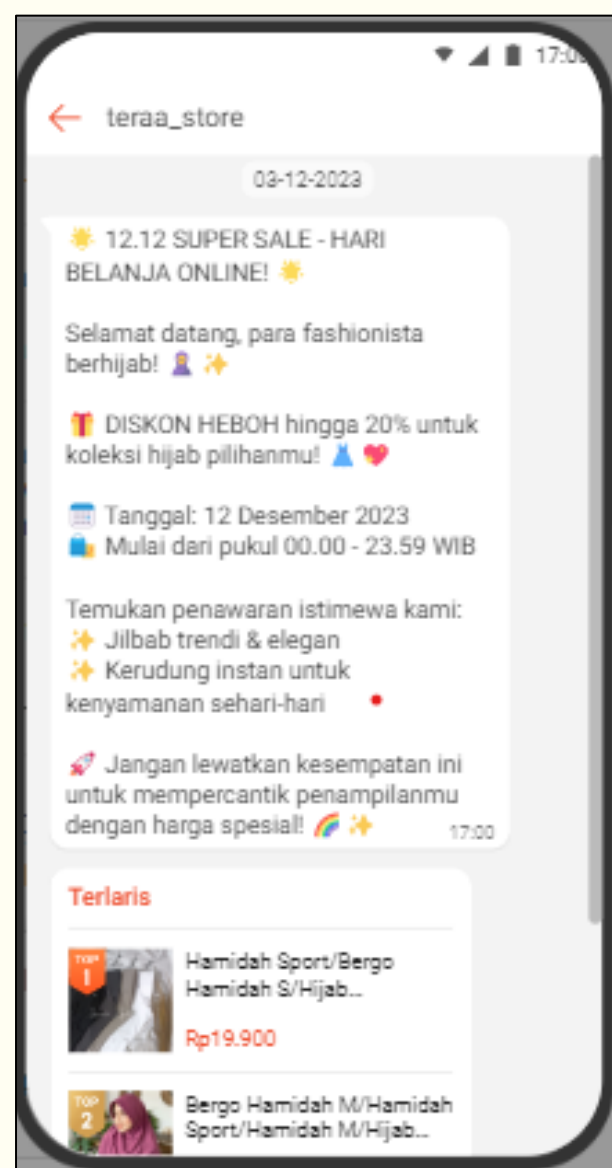 17:00
teraa_store
03-12-2023
🌟 12.12 SUPER SALE - HARI
BELANJA ONLINE! 🌟
Selamat datang, para fashionista
berhijab! 🧕 ✨
🎁 DISKON HEBOH hingga 20% untuk
koleksi hijab pilihanmu! 👗 💖
🗓️ Tanggal: 12 Desember 2023
🛍️ Mulai dari pukul 00.00 - 23.59 WIB
Temukan penawaran istimewa kami:
✨ Jilbab trendi & elegan
✨ Kerudung instan untuk
kenyamanan sehari-hari
🚀 Jangan lewatkan kesempatan ini
untuk mempercantik penampilanmu
dengan harga spesial! 🌈 ✨
17:00
Terlaris
TOP
1
Hamidah Sport/Bergo
Hamidah S/Hijab...
Rp19.900
TOP
2
Bergo Hamidah M/Hamidah
Sport/Hamidah M/Hijab...